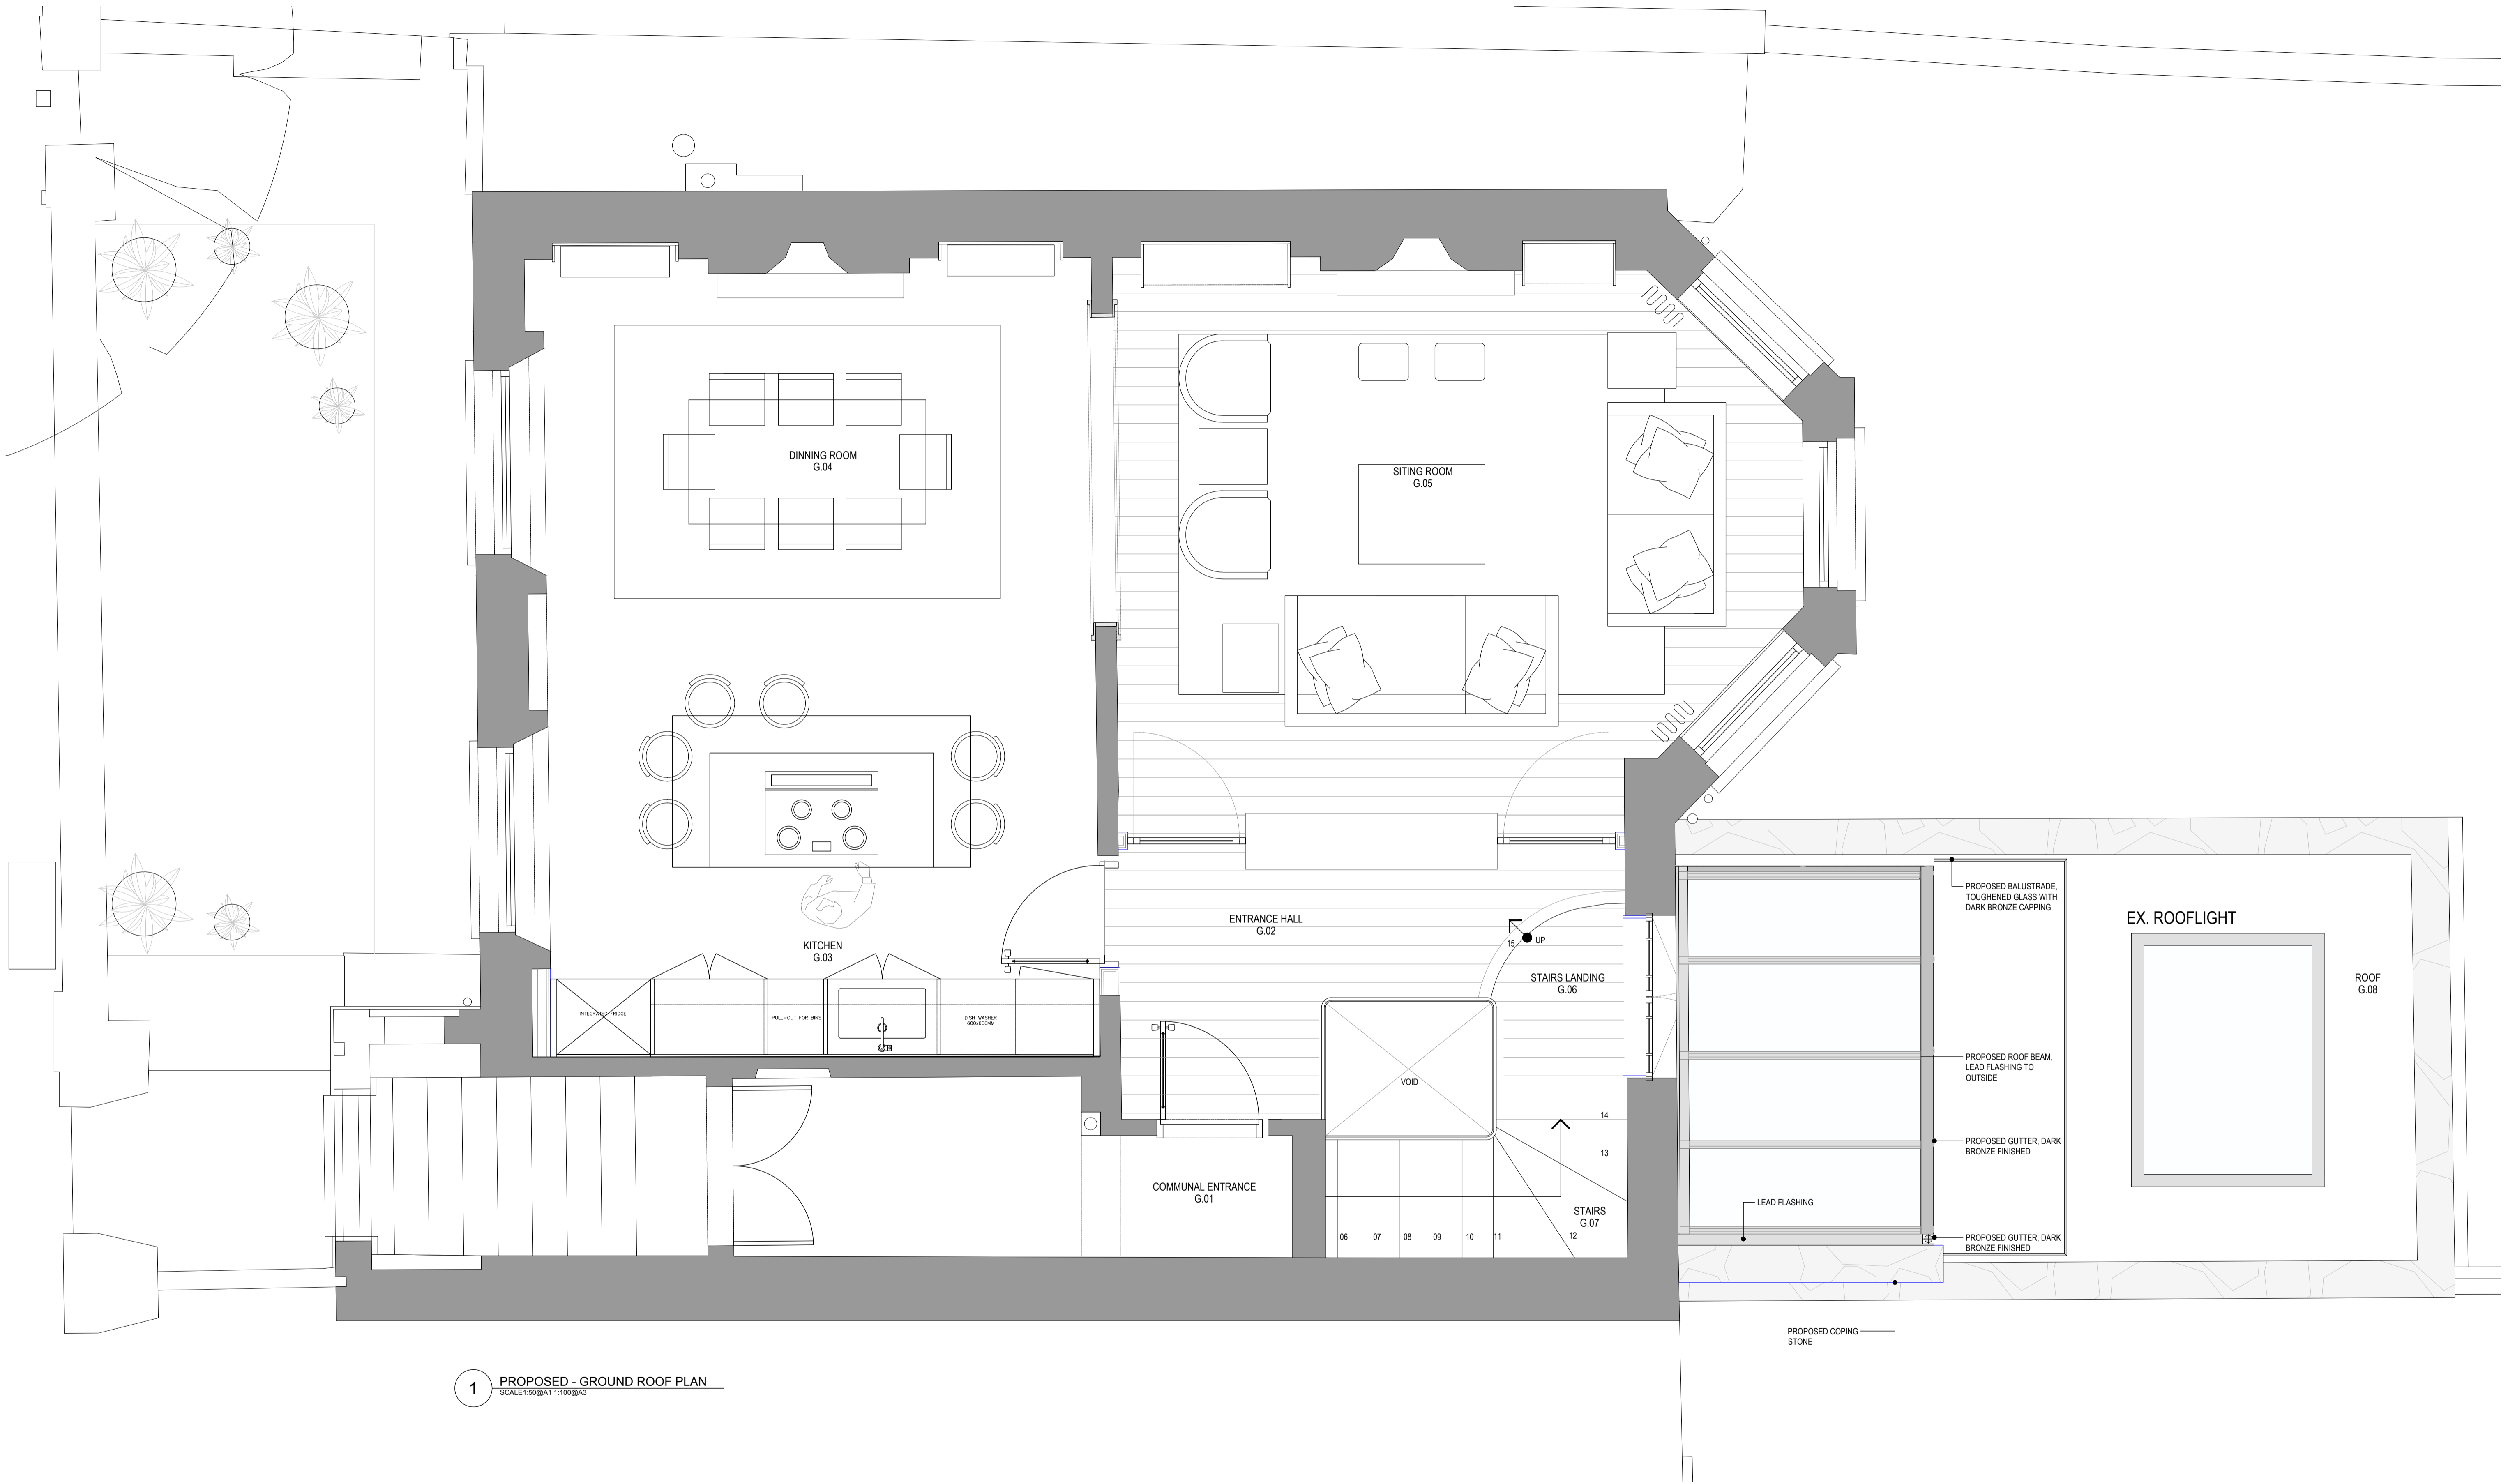 DINNING ROOM
G.04
SITING ROOM
G.05
ENTRANCE HALL
G.02
KITCHEN
G.03
INTEGRATED FRIDGE
PULL-OUT FOR BINS
DISH WASHER
600x600MM
15
UP
STAIRS LANDING
G.06
VOID
14
13
12
COMMUNAL ENTRANCE
G.01
STAIRS
G.07
06
07
08
09
10
11
PROPOSED BALUSTRADE,
TOUGHENED GLASS WITH
DARK BRONZE CAPPING
EX. ROOFLIGHT
ROOF
G.08
PROPOSED ROOF BEAM,
LEAD FLASHING TO
OUTSIDE
PROPOSED GUTTER, DARK
BRONZE FINISHED
LEAD FLASHING
PROPOSED GUTTER, DARK
BRONZE FINISHED
PROPOSED COPING
STONE
1
PROPOSED - GROUND ROOF PLAN
SCALE1:50@A1 1:100@A3